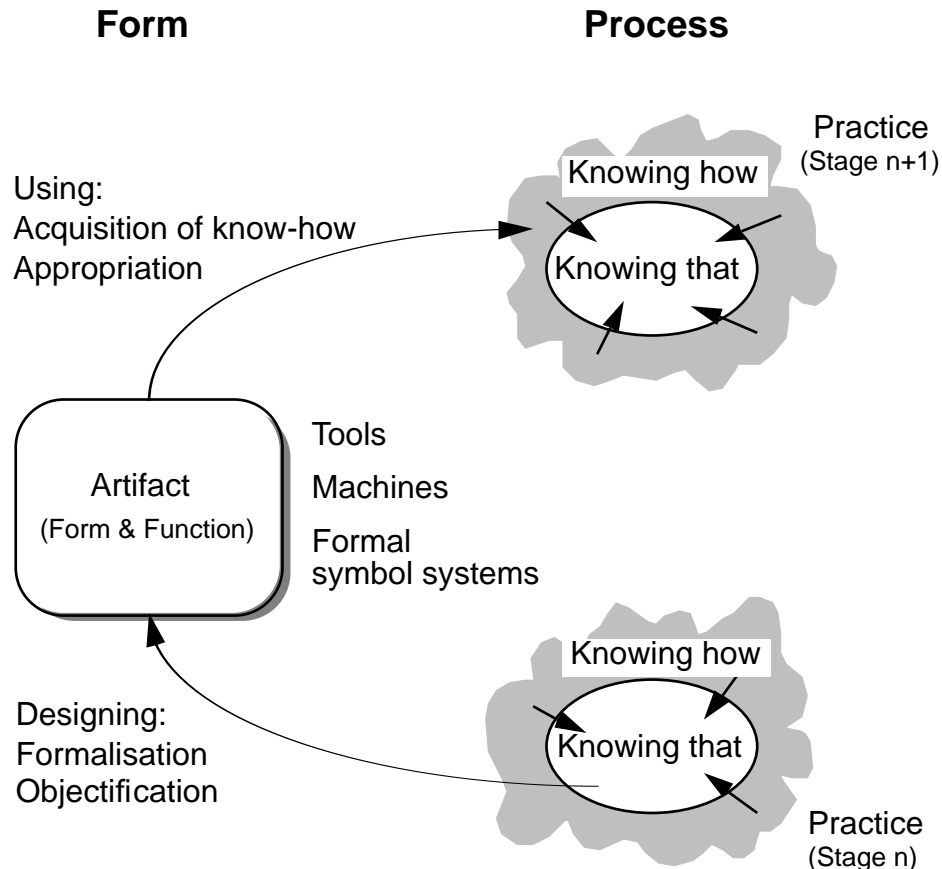 Form
Process
Practice
(Stage n+1)
Knowing how
Knowing that
Using:
Acquisition of know-how
Appropriation
Artifact
(Form & Function)
Tools
Machines
Formal
symbol systems
Knowing how
Knowing that
Designing:
Formalisation
Objectification
Practice
(Stage n)